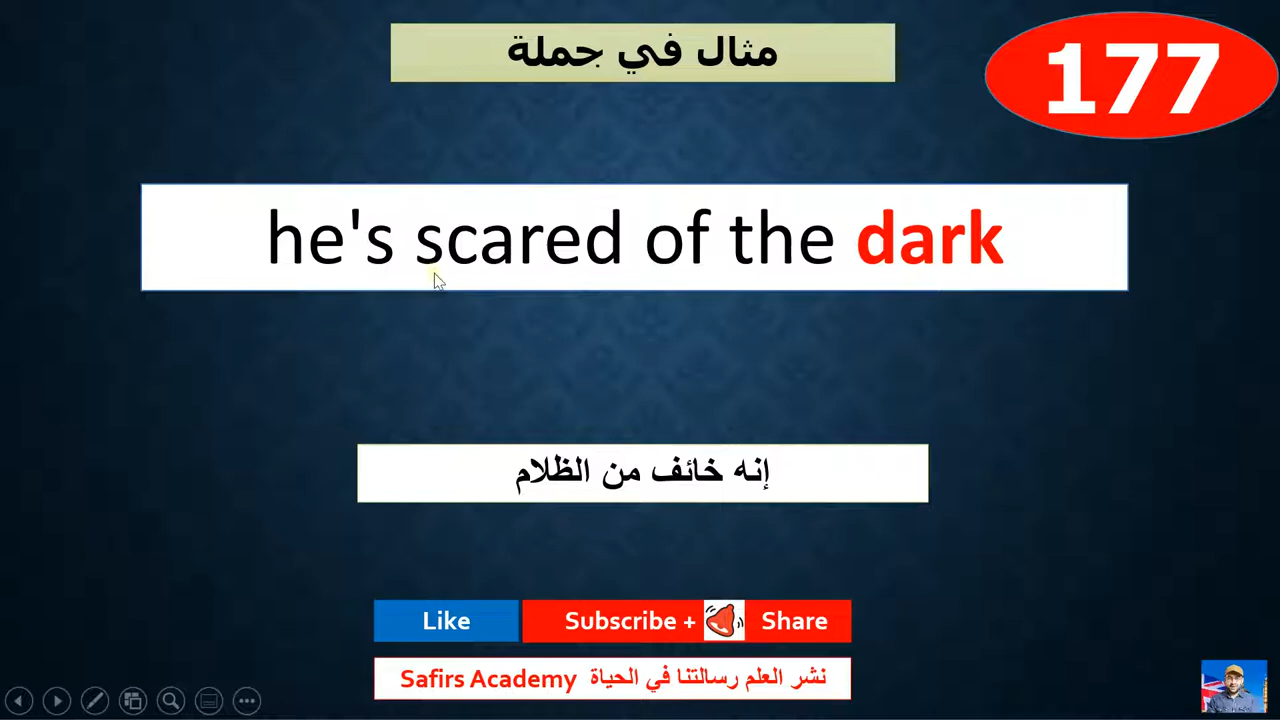 مثال في جملة
177
he's scared of the dark
إنه خائف من الظلام
Like
Subscribe + Share
Safirs Academy نشر العلم رسالتنا في الحياة